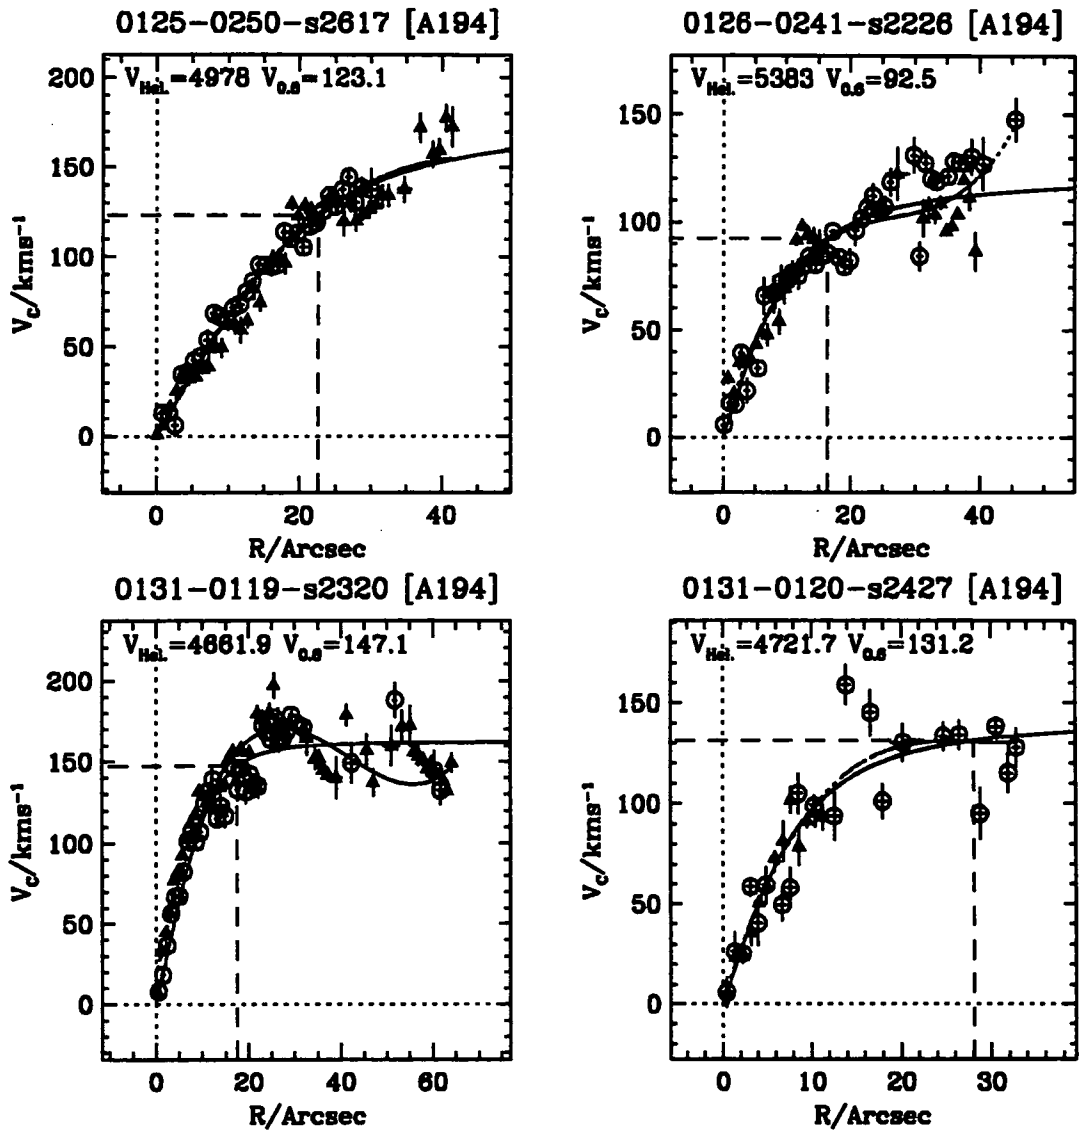 0125-0250-s2617 [A194]
V_Hel.=4978 V_0.6=123.1
200
150
100
50
0
V_C/kms⁻¹
0 20 40
R/Arcsec
0126-0241-s2226 [A194]
V_Hel.=5383 V_0.6=92.5
150
100
50
0
V_C/kms⁻¹
0 20 40
R/Arcsec
0131-0119-s2320 [A194]
V_Hel.=4661.9 V_0.6=147.1
200
150
100
50
0
V_C/kms⁻¹
0 20 40 60
R/Arcsec
0131-0120-s2427 [A194]
V_Hel.=4721.7 V_0.6=131.2
150
100
50
0
V_C/kms⁻¹
0 10 20 30
R/Arcsec